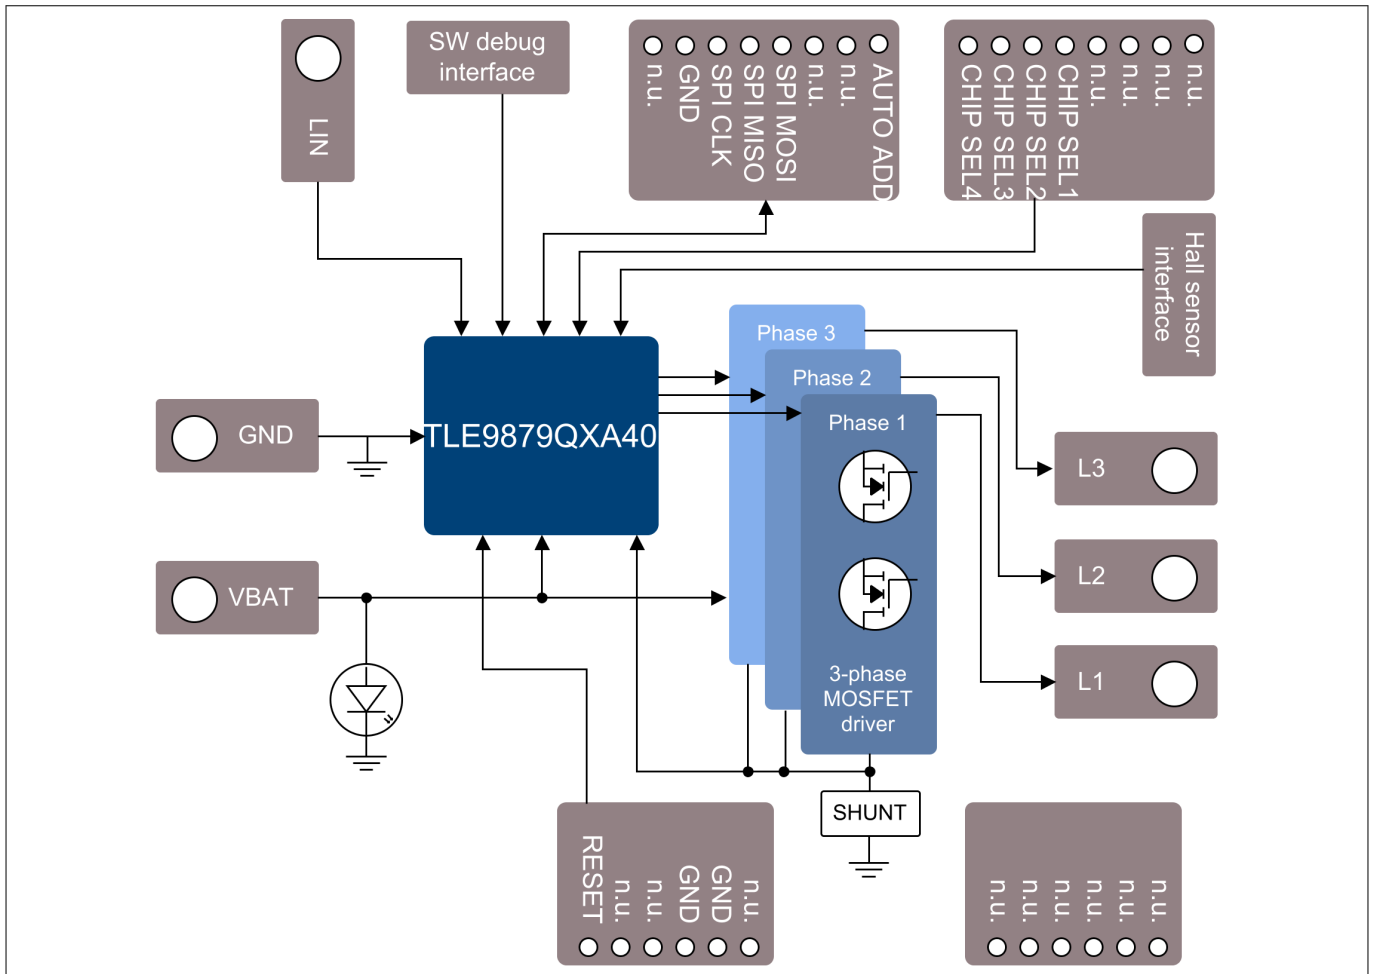 LIN
SW debug
interface
n.u.
GND
SPI CLK
SPI MISO
SPI MOSI
n.u.
n.u.
AUTO ADD
CHIP SEL4
CHIP SEL3
CHIP SEL2
CHIP SEL1
n.u.
n.u.
n.u.
n.u.
Hall sensor
interface
Phase 3
Phase 2
Phase 1
GND
TLE9879QXA40
L3
VBAT
L2
3-phase
MOSFET
driver
L1
SHUNT
RESET
n.u.
n.u.
GND
GND
n.u.
n.u.
n.u.
n.u.
n.u.
n.u.
n.u.